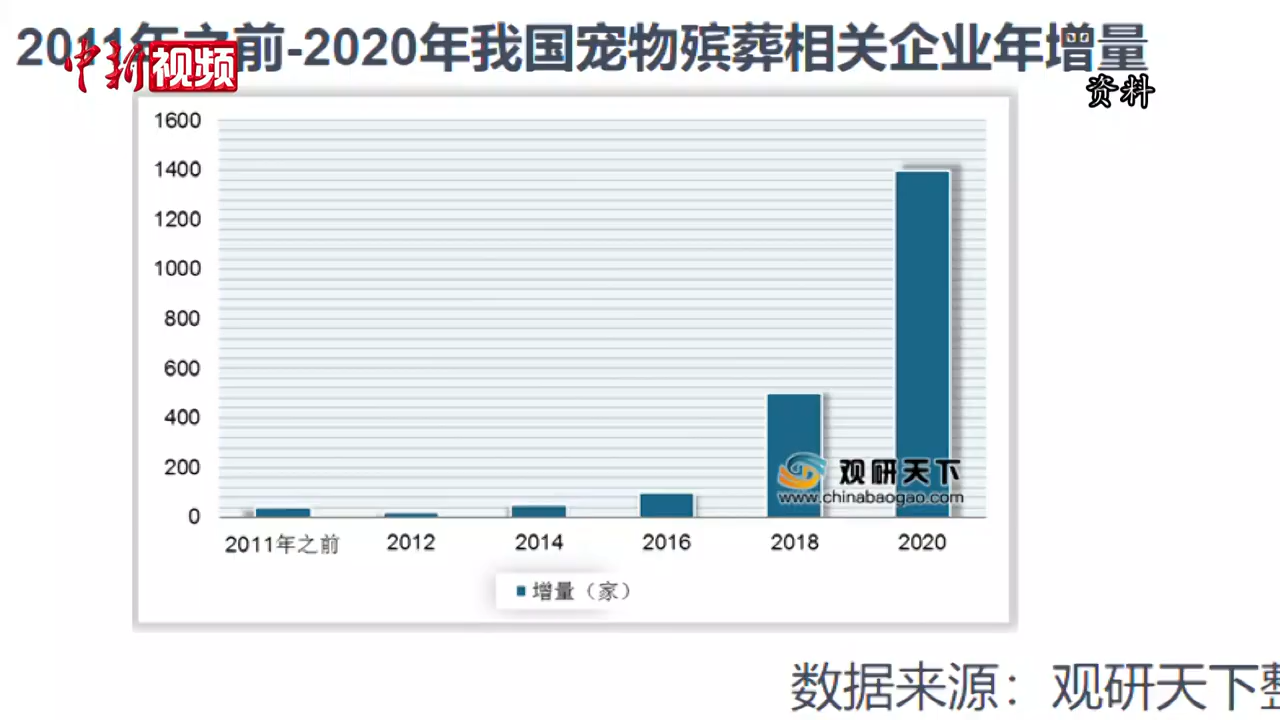 2011年之前-2020年我国宠物殡葬相关企业年增量
中新视频
资料
1600
1400
1200
1000
800
600
400
200
0
观研天下
www.chinabaogao.com
2011年之前 2012 2014 2016 2018 2020
增量（家）
数据来源：观研天下整